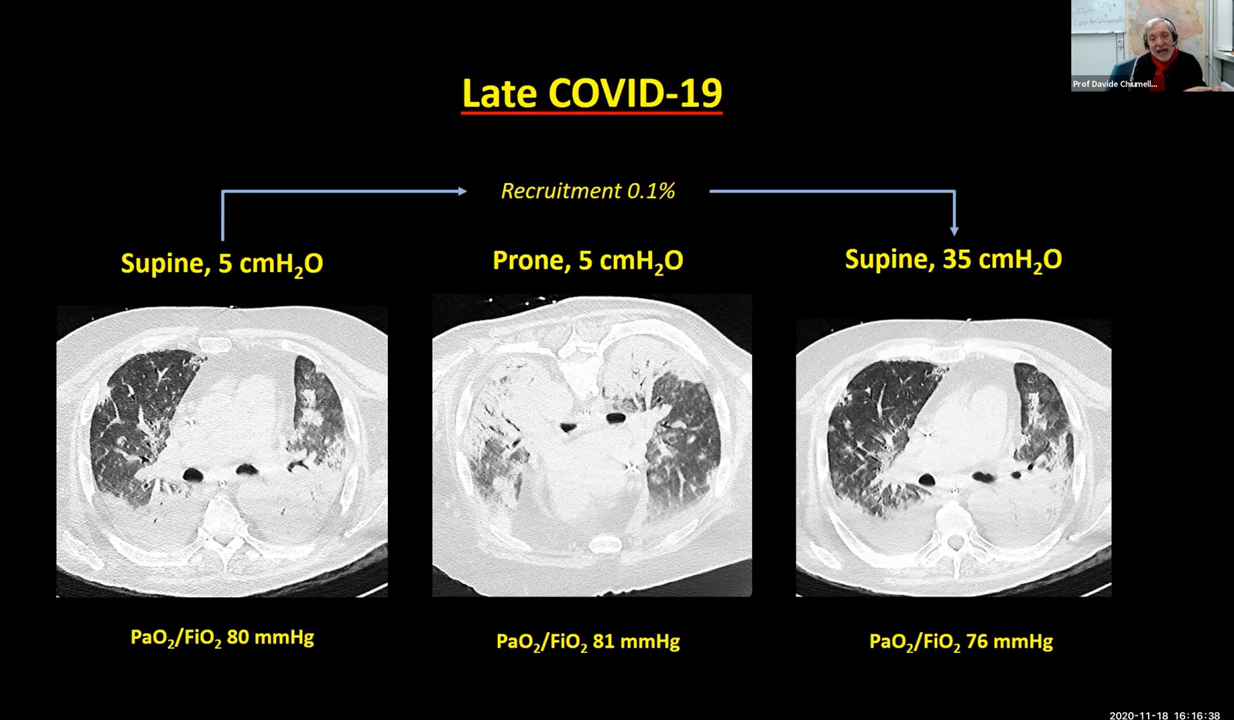 Prof Davide Chiumell...
Late COVID-19
Recruitment 0.1%
Supine, 5 cmH₂O
Prone, 5 cmH₂O
Supine, 35 cmH₂O
PaO₂/FiO₂ 80 mmHg
PaO₂/FiO₂ 81 mmHg
PaO₂/FiO₂ 76 mmHg
2020-11-18 16:16:38